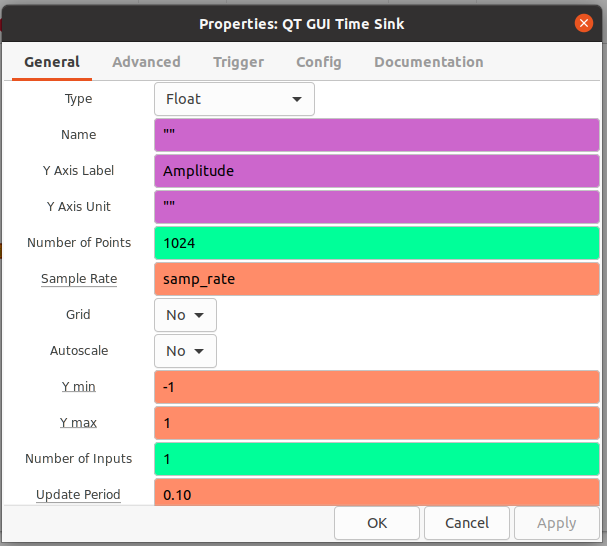 Properties: QT GUI Time Sink
General Advanced Trigger Config Documentation
Type Float
Name ""
Y Axis Label Amplitude
Y Axis Unit ""
Number of Points 1024
Sample Rate samp_rate
Grid No
Autoscale No
Y min -1
Y max 1
Number of Inputs 1
Update Period 0.10
OK Cancel Apply